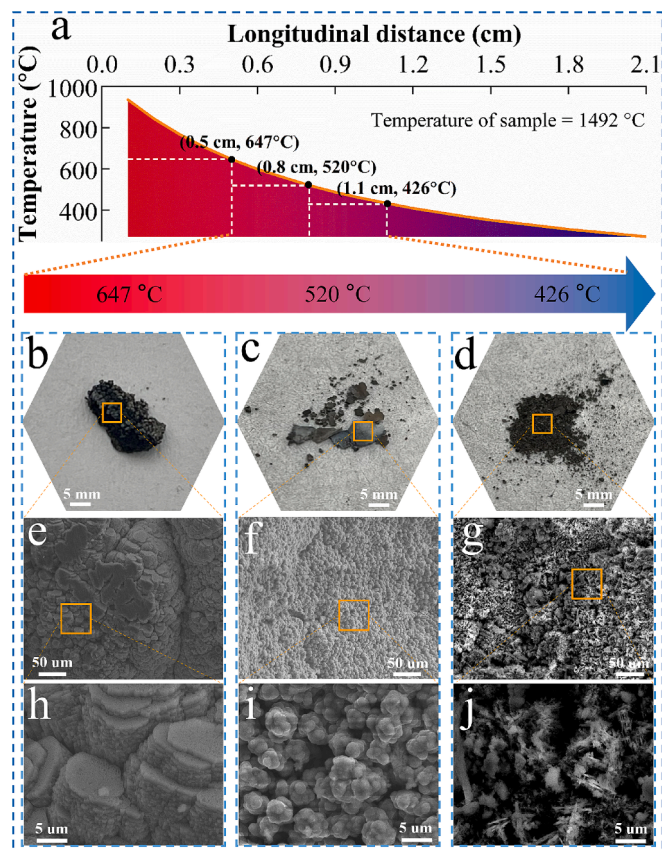 a
Longitudinal distance (cm)
0.0 0.3 0.6 0.9 1.2 1.5 1.8 2.1
Temperature (°C)
1000
800
600
400
Temperature of sample = 1492 °C
(0.5 cm, 647°C)
(0.8 cm, 520°C)
(1.1 cm, 426°C)
647 °C 520 °C 426 °C
b c d
5 mm 5 mm 5 mm
e f g
50 um 50 um 50 um
h i j
5 um 5 um 5 um